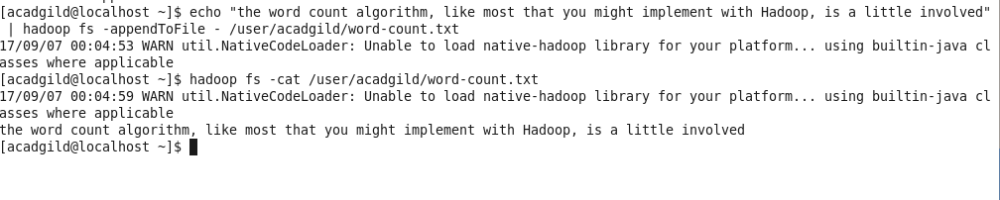 [acadgild@localhost ~]$ echo "the word count algorithm, like most that you might implement with Hadoop, is a little involved"
 | hadoop fs -appendToFile - /user/acadgild/word-count.txt
17/09/07 00:04:53 WARN util.NativeCodeLoader: Unable to load native-hadoop library for your platform... using builtin-java cl
asses where applicable
[acadgild@localhost ~]$ hadoop fs -cat /user/acadgild/word-count.txt
17/09/07 00:04:59 WARN util.NativeCodeLoader: Unable to load native-hadoop library for your platform... using builtin-java cl
asses where applicable
the word count algorithm, like most that you might implement with Hadoop, is a little involved
[acadgild@localhost ~]$